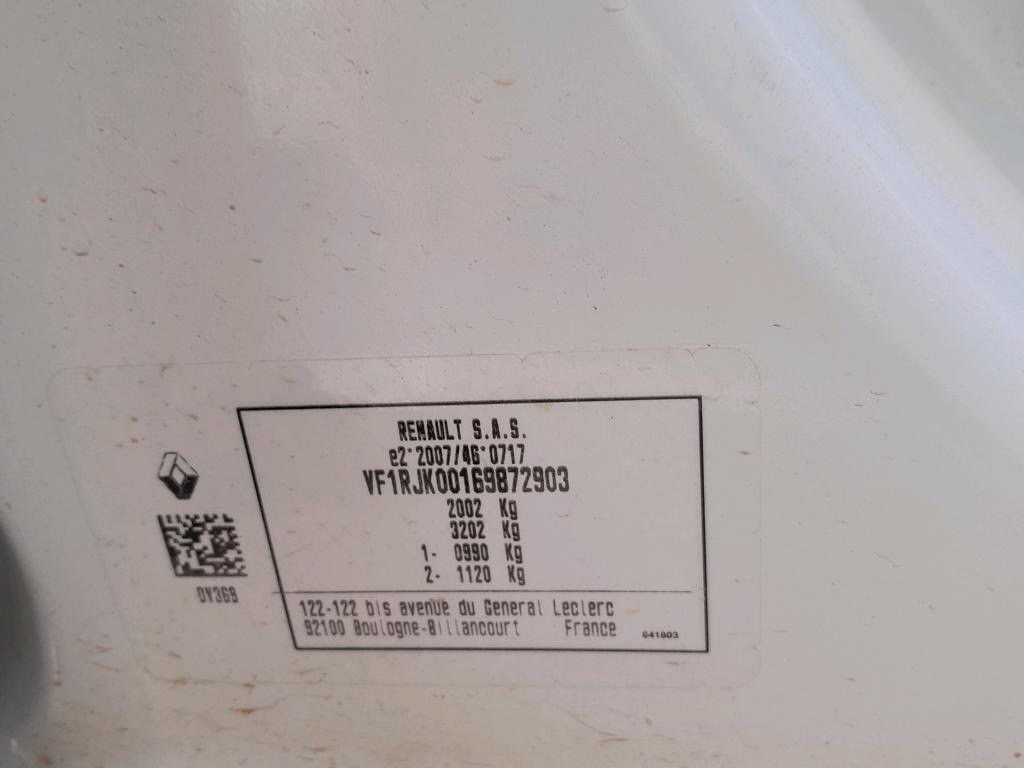 RENAULT S.A.S.
e2*2007/46*0717
VF1RJK00169872903
2002 Kg
3202 Kg
1- 0990 Kg
2- 1120 Kg
DV369
122-122 bis avenue du General Leclerc
92100 Boulogne-Billancourt France
641803